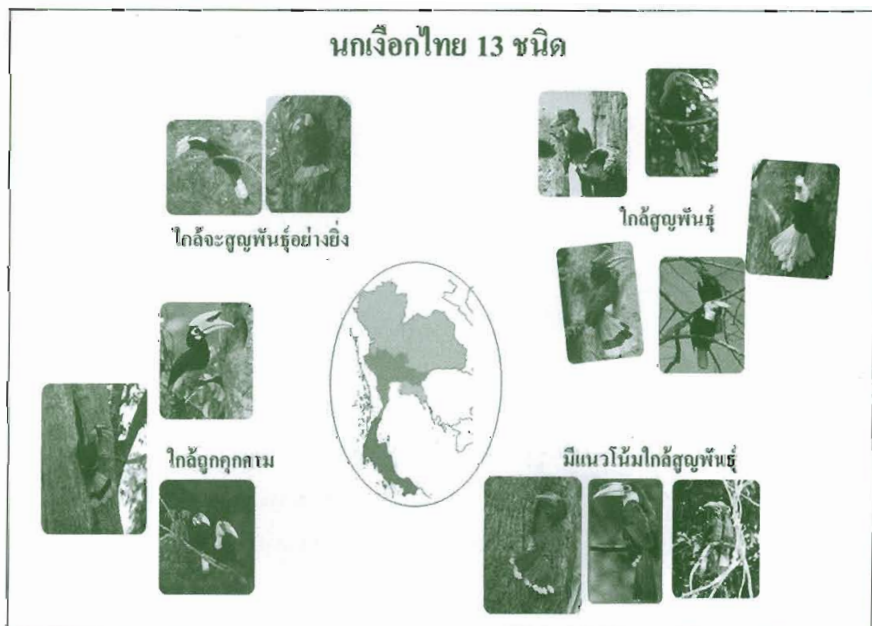 นกเงือกไทย 13 ชนิด
ใกล้จะสูญพันธุ์อย่างยิ่ง
ใกล้สูญพันธุ์
ใกล้ถูกคุกคาม
มีแนวโน้มใกล้สูญพันธุ์